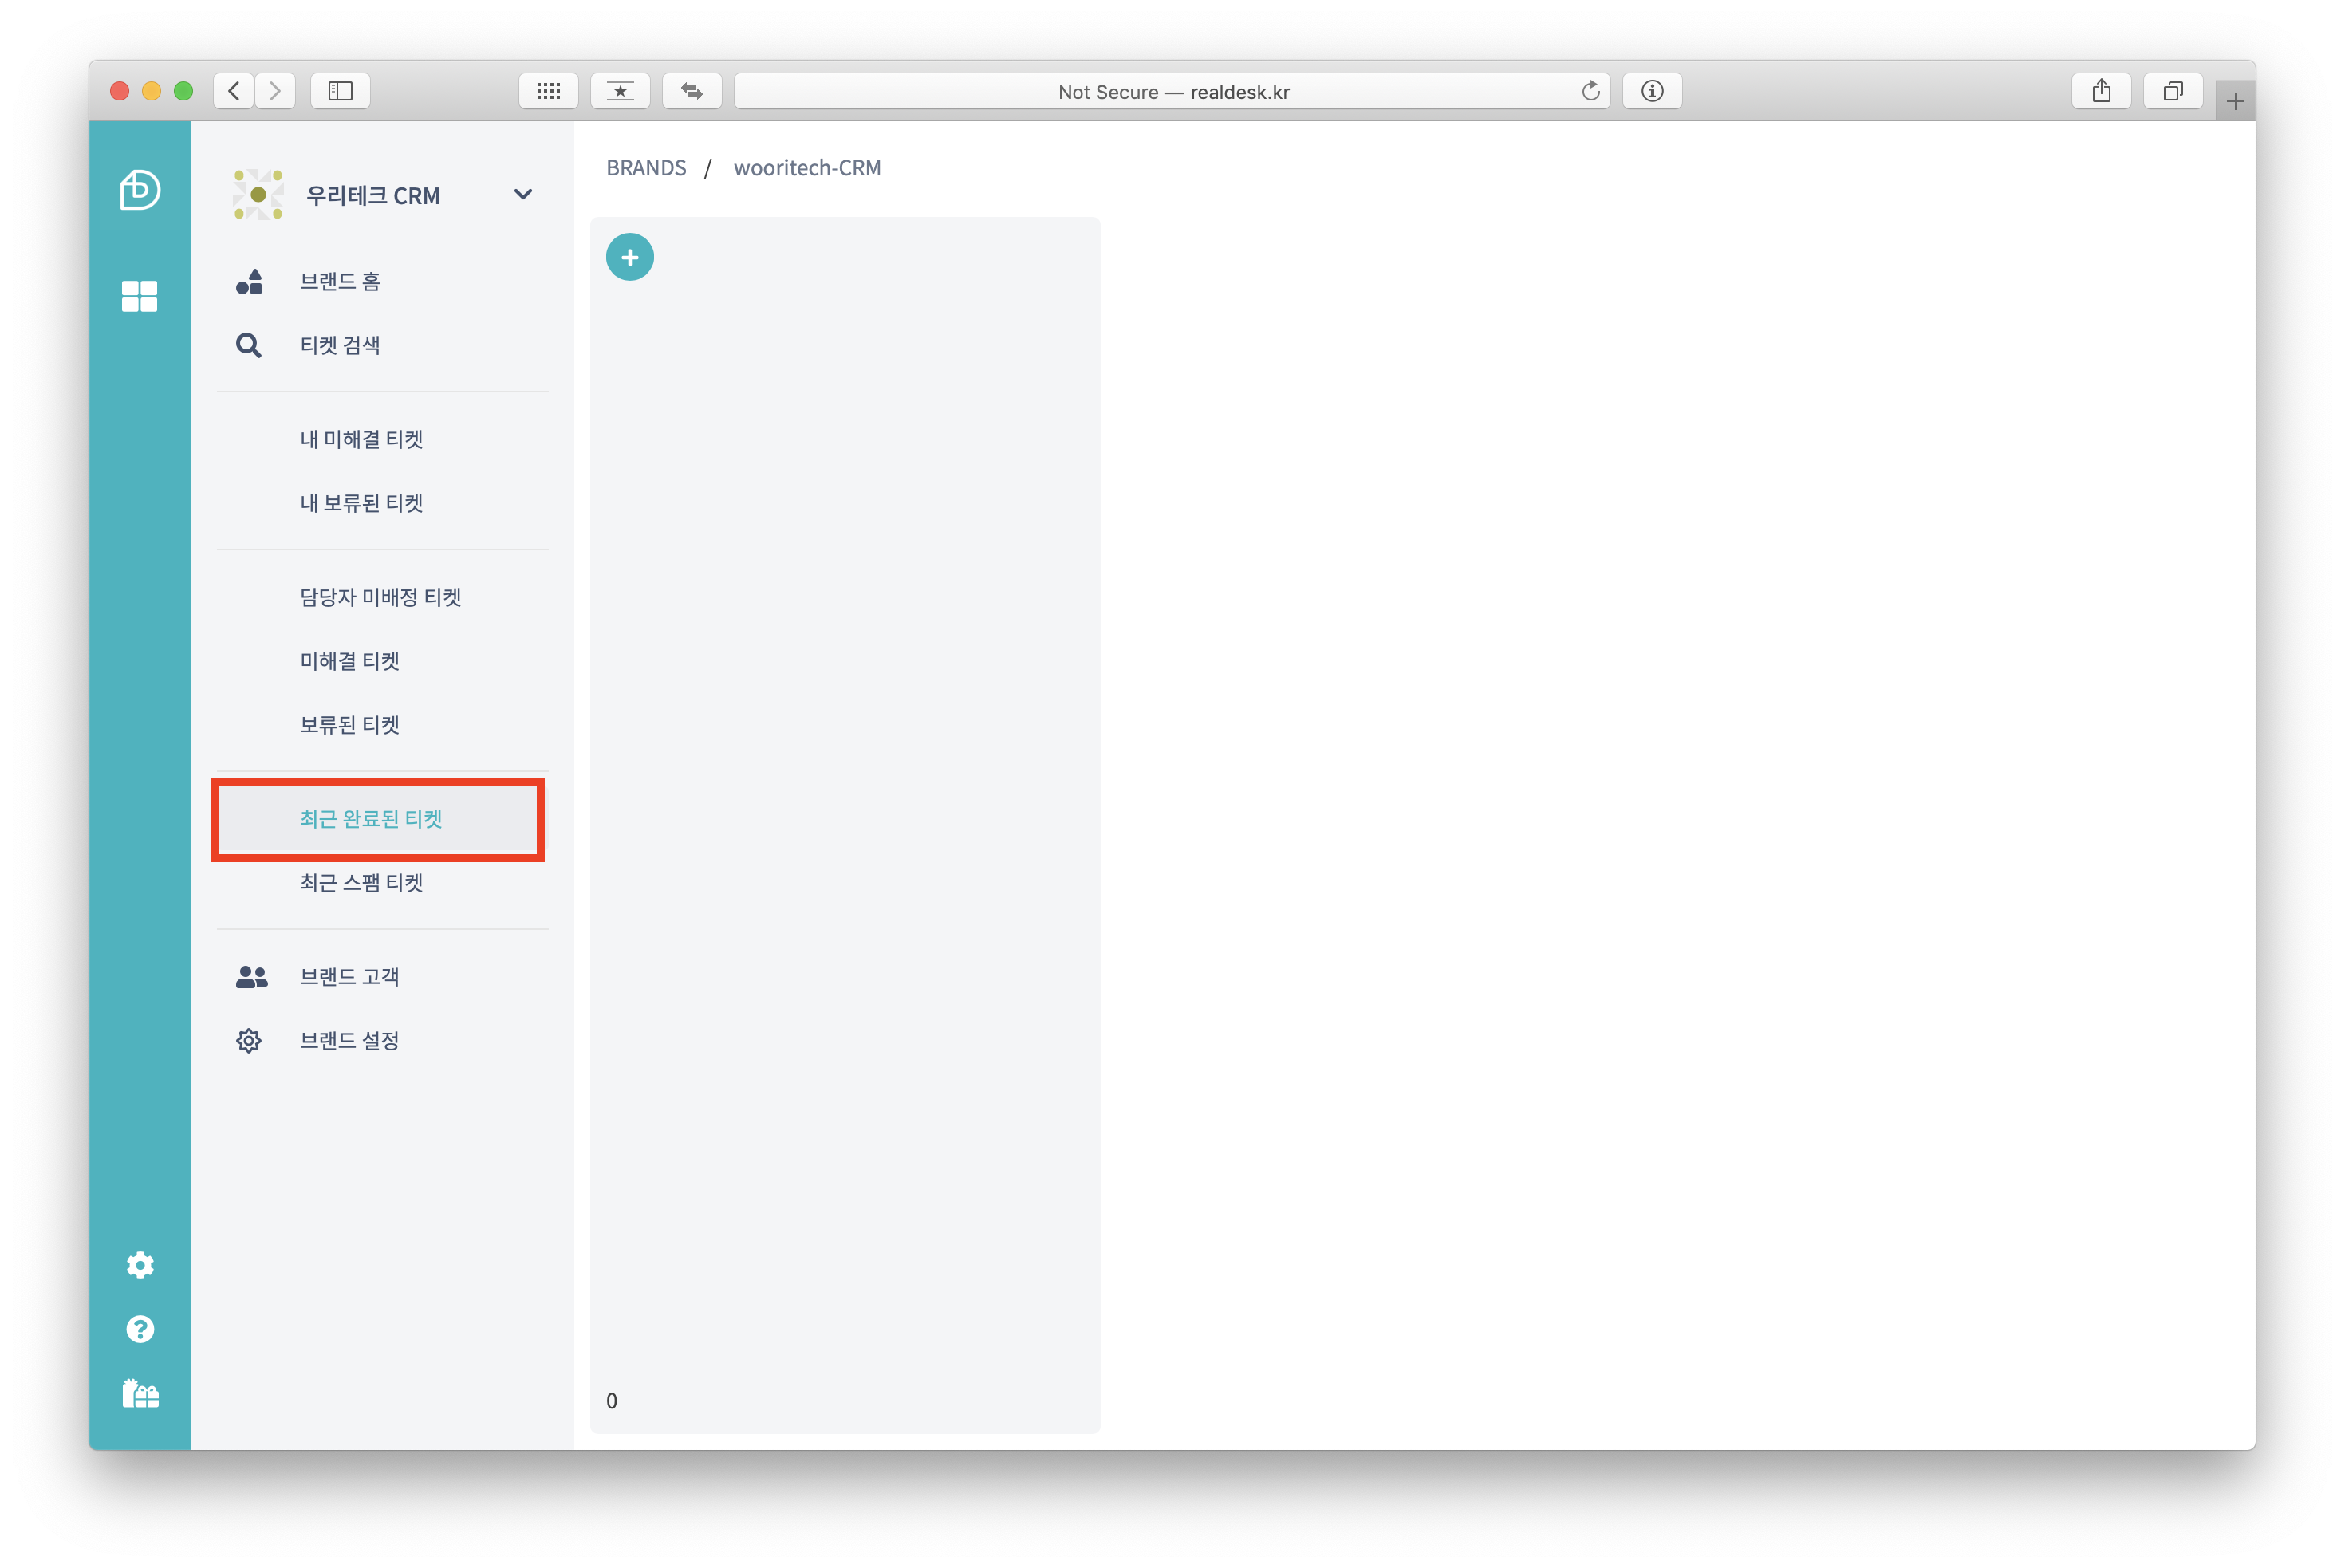 Not Secure — realdesk.kr
우리테크 CRM
브랜드 홈
티켓 검색
내 미해결 티켓
내 보류된 티켓
담당자 미배정 티켓
미해결 티켓
보류된 티켓
최근 완료된 티켓
최근 스팸 티켓
브랜드 고객
브랜드 설정
BRANDS / wooritech-CRM
0